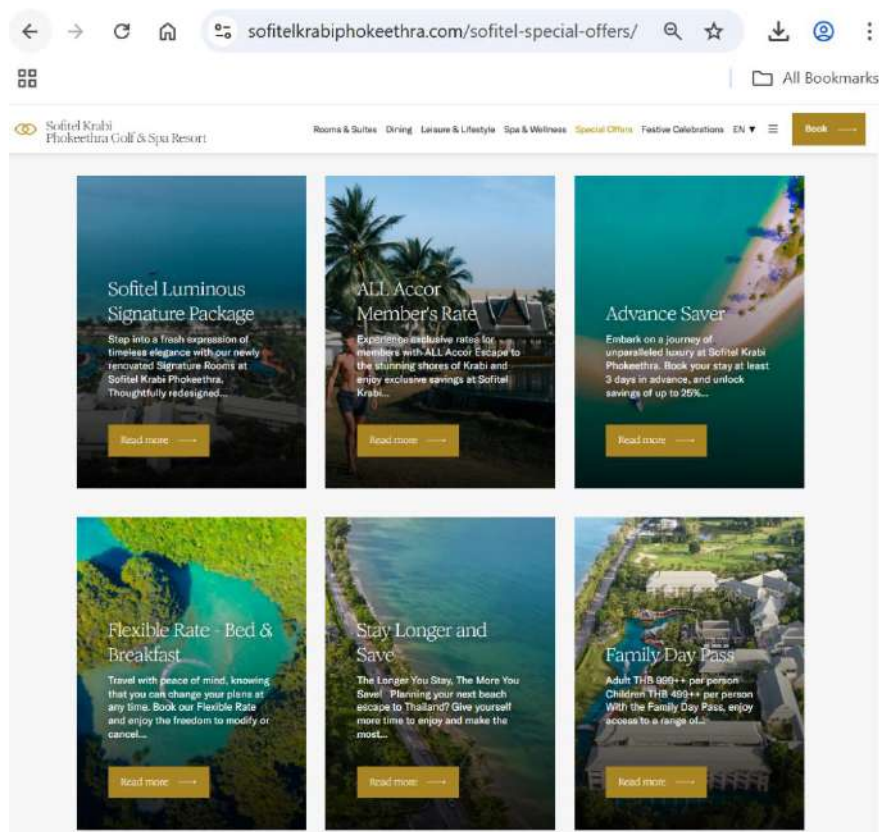 sofitelkrabiphokeethra.com/sofitel-special-offers/
All Bookmarks
Sofitel Krabi
Phokeethra Golf & Spa Resort
Rooms & Suites Dining Leisure & Lifestyle Spa & Wellness Special Offers Festive Celebrations EN Book
Sofitel Luminous
Signature Package
Step into a fresh expression of
timeless elegance with our newly
renovated Signature Rooms at
Sofitel Krabi Phokeethra.
Thoughtfully redesigned...
Read more
ALL Accor
Member's Rate
Experience exclusive rates for
members with ALL Accor Escape to
the stunning shores of Krabi and
enjoy exclusive savings at Sofitel
Krabi...
Read more
Advance Saver
Embark on a journey of
unparalleled luxury at Sofitel Krabi
Phokeethra. Book your stay at least
3 days in advance, and unlock
savings of up to 25%...
Read more
Flexible Rate - Bed &
Breakfast
Travel with peace of mind, knowing
that you can change your plans at
any time. Book our Flexible Rate
and enjoy the freedom to modify or
cancel...
Read more
Stay Longer and
Save
The Longer You Stay, The More You
Save! Planning your next beach
escape to Thailand? Give yourself
more time to enjoy and make the
most...
Read more
Family Day Pass
Adult THB 999++ per person
Children THB 499++ per person
With the Family Day Pass, enjoy
access to a range of...
Read more